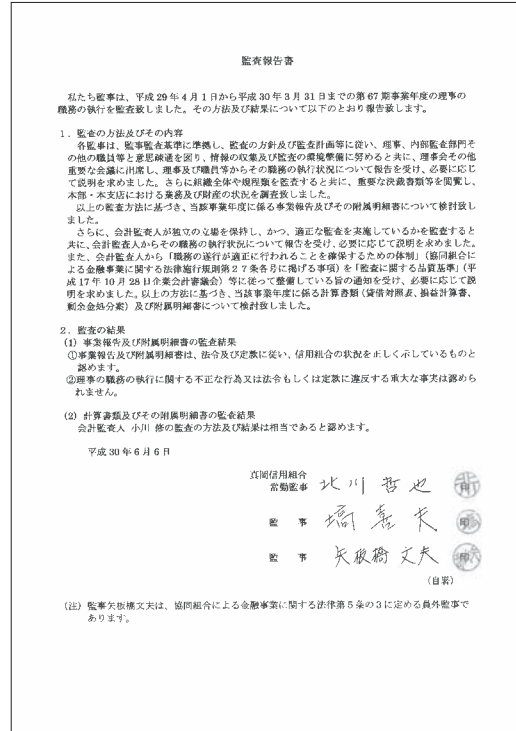 監査報告書
私たち監事は、平成29年4月1日から平成30年3月31日までの第67期事業年度の理事の
職務の執行を監査致しました。その方法及び結果について以下のとおり報告致します。
1.監査の方法及びその内容
各監事は、監事監査基準に準拠し、監査の方針及び監査計画等に従い、理事、内部監査部門そ
の他の職員等と意思疎通を図り、情報の収集及び監査の環境整備に努めると共に、理事会その他
重要な会議に出席し、理事及び職員等からその職務の執行状況について報告を受け、必要に応じ
て説明を求めました。さらに組織全体や規程類を監査すると共に、重要な決裁書類等を閲覧し、
本部・本支店における業務及び財産の状況を調査致しました。
以上の監査方法に基づき、当該事業年度に係る事業報告及びその附属明細書について検討致し
ました。
さらに、会計監査人が独立の立場を保持し、かつ、適正な監査を実施しているかを監査すると
共に、会計監査人からその職務の執行状況について報告を受け、必要に応じて説明を求めました。
また、会計監査人から「職務の遂行が適正に行われることを確保するための体制」(協同組合に
よる金融事業に関する法律施行規則第27条各号に掲げる事項)を「監査に関する品質基準」(平
成17年10月28日企業会計審議会)等に従って整備している旨の通知を受け、必要に応じて説
明を求めました。以上の方法に基づき、当該事業年度に係る計算書類(貸借対照表、損益計算書、
剰余金処分案)及び附属明細書について検討致しました。
2.監査の結果
(1)事業報告及び附属明細書の監査結果
①事業報告及び附属明細書は、法令及び定款に従い、信用組合の状況を正しく示しているものと
認めます。
②理事の職務の執行に関する不正な行為又は法令もしくは定款に違反する重大な事実は認めら
れません。
(2)計算書類及びその附属明細書の監査結果
会計監査人 小川 修の監査の方法及び結果は相当であると認めます。
平成30年6月6日
真岡信用組合
常勤監事 北川哲也 印
監事 塙喜夫 印
監事 矢板橋文夫 印
(自署)
(注)監事矢板橋文夫は、協同組合による金融事業に関する法律第5条の3に定める員外監事で
あります。